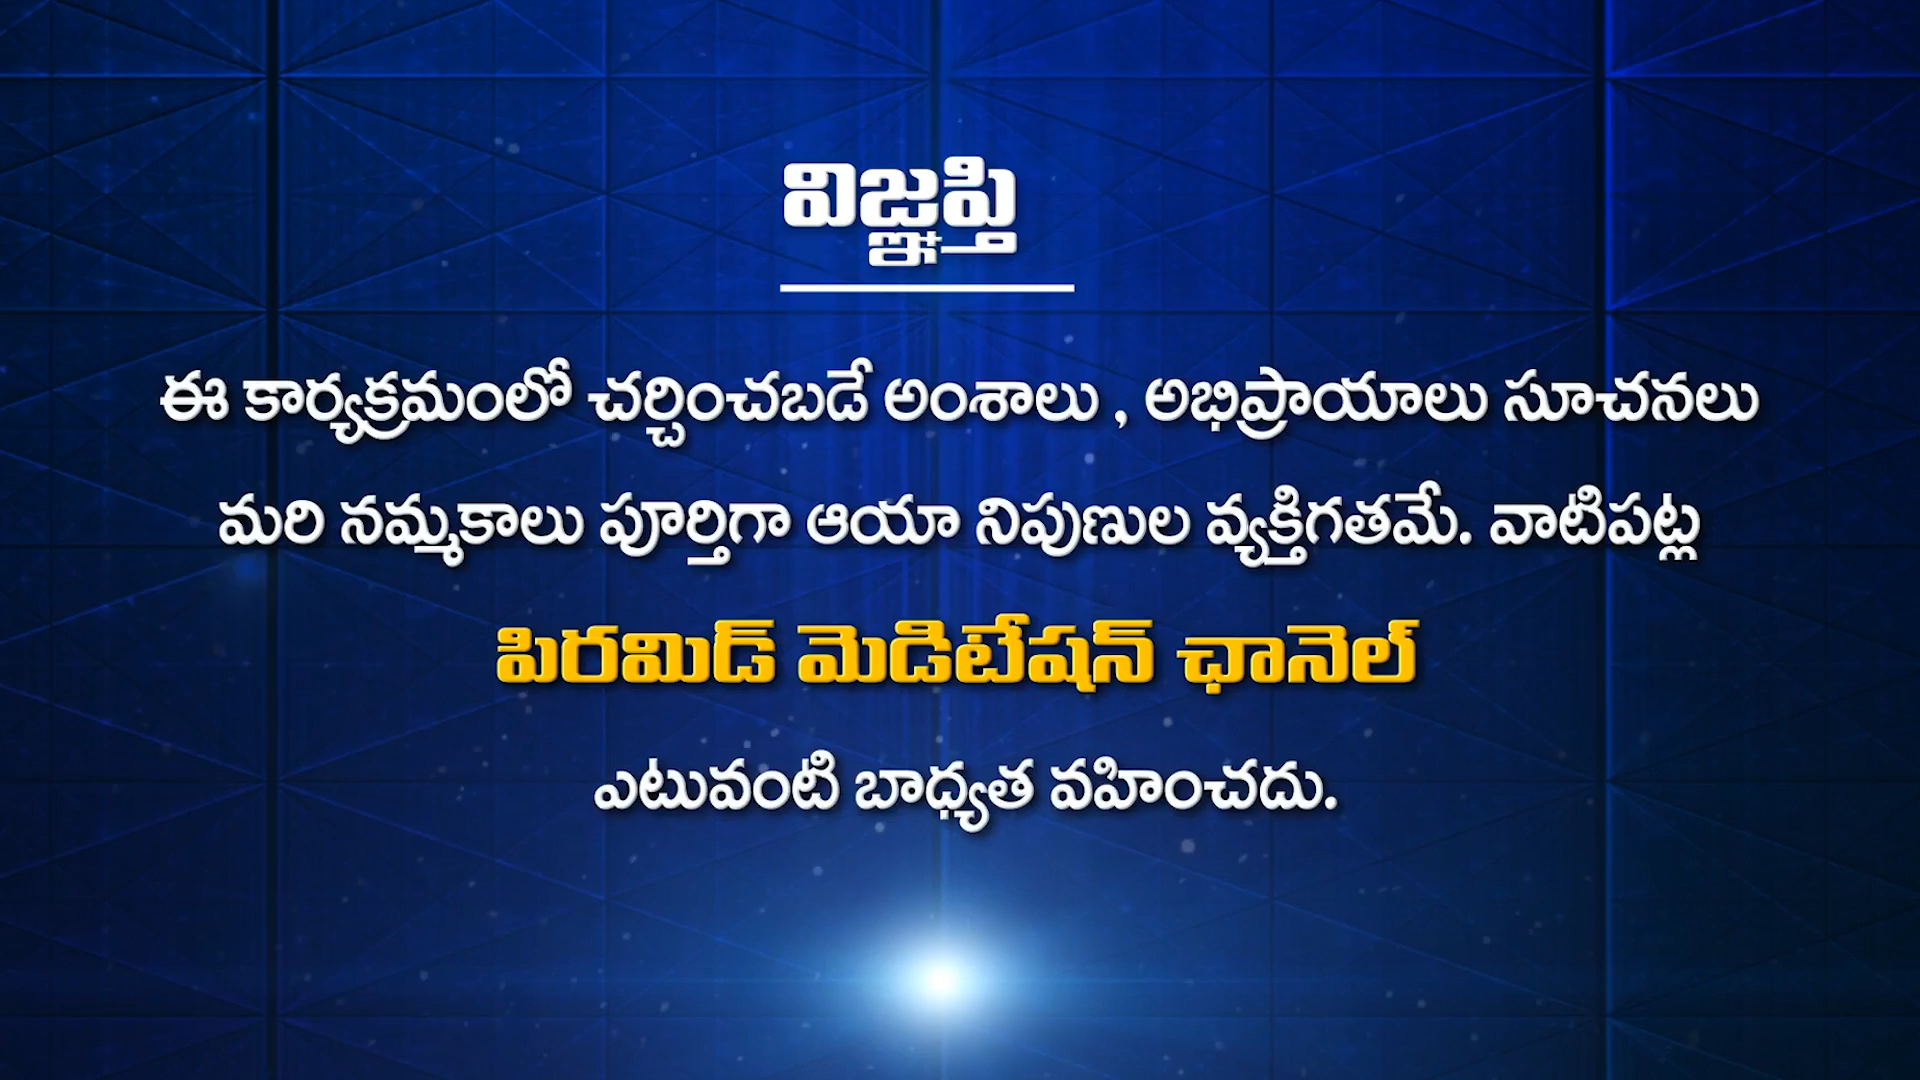 విజ్ఞప్తి
ఈ కార్యక్రమంలో చర్చించబడే అంశాలు , అభిప్రాయాలు సూచనలు
మరి నమ్మకాలు పూర్తిగా ఆయా నిపుణుల వ్యక్తిగతమే. వాటిపట్ల
పిరమిడ్ మెడిటేషన్ ఛానెల్
ఎటువంటి బాధ్యత వహించదు.